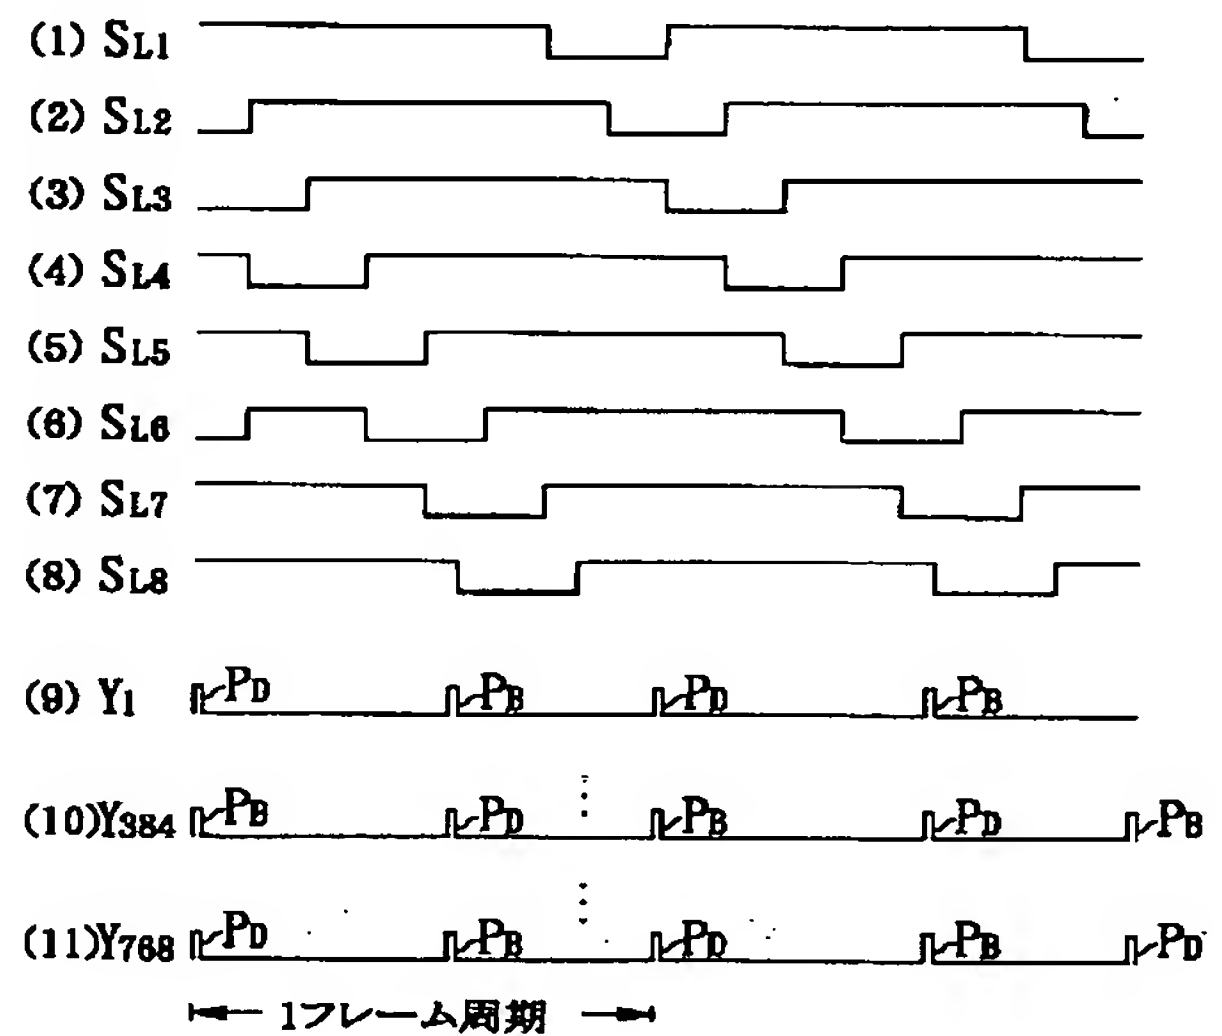 (1) SL1
(2) SL2
(3) SL3
(4) SL4
(5) SL5
(6) SL6
(7) SL7
(8) SL8
(9) Y1 PD PB PD PB
(10) Y384 PB PD PB PD PB
(11) Y768 PD PB PD PB PD
1フレーム周期